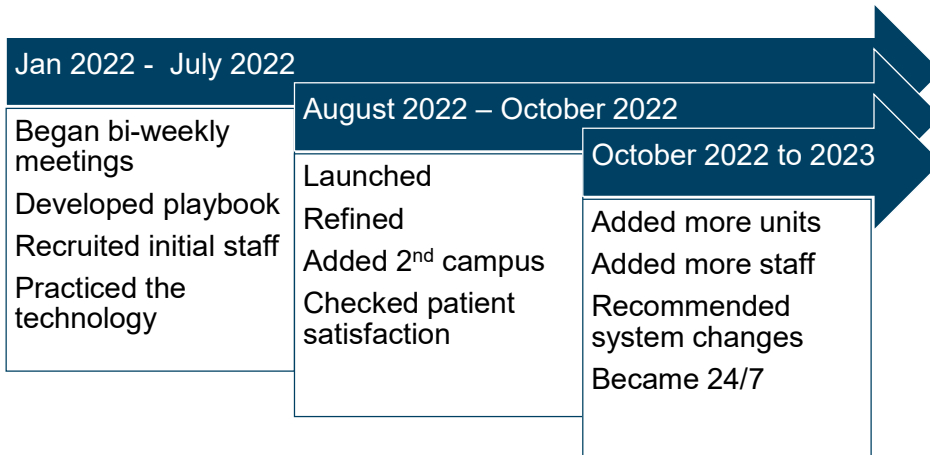 Jan 2022 -  July 2022
Began bi-weekly
meetings
Developed playbook
Recruited initial staff
Practiced the
technology
August 2022 – October 2022
Launched
Refined
Added 2nd campus
Checked patient
satisfaction
October 2022 to 2023
Added more units
Added more staff
Recommended
system changes
Became 24/7